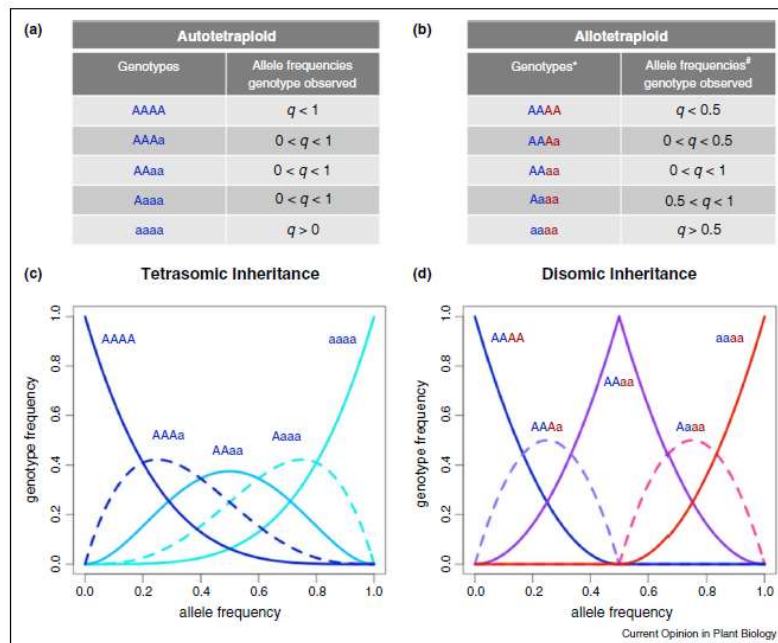 (a)
Autotetraploid
Genotypes
Allele frequencies
genotype observed
AAAA
q < 1
AAAa
0 < q < 1
AAaa
0 < q < 1
Aaaa
0 < q < 1
aaaa
q > 0
(b)
Allotetraploid
Genotypes*
Allele frequencies#
genotype observed
AAAA
q < 0.5
AAAa
0 < q < 0.5
AAaa
0 < q < 1
Aaaa
0.5 < q < 1
aaaa
q > 0.5
(c)
Tetrasomic Inheritance
genotype frequency
1.0
0.8
0.6
0.4
0.2
0.0
AAAA
aaaa
AAAa
AAaa
Aaaa
0.0 0.2 0.4 0.6 0.8 1.0
allele frequency
(d)
Disomic Inheritance
genotype frequency
1.0
0.8
0.6
0.4
0.2
0.0
AAAA
aaaa
AAaa
AAAa
Aaaa
0.0 0.2 0.4 0.6 0.8 1.0
allele frequency
Current Opinion in Plant Biology